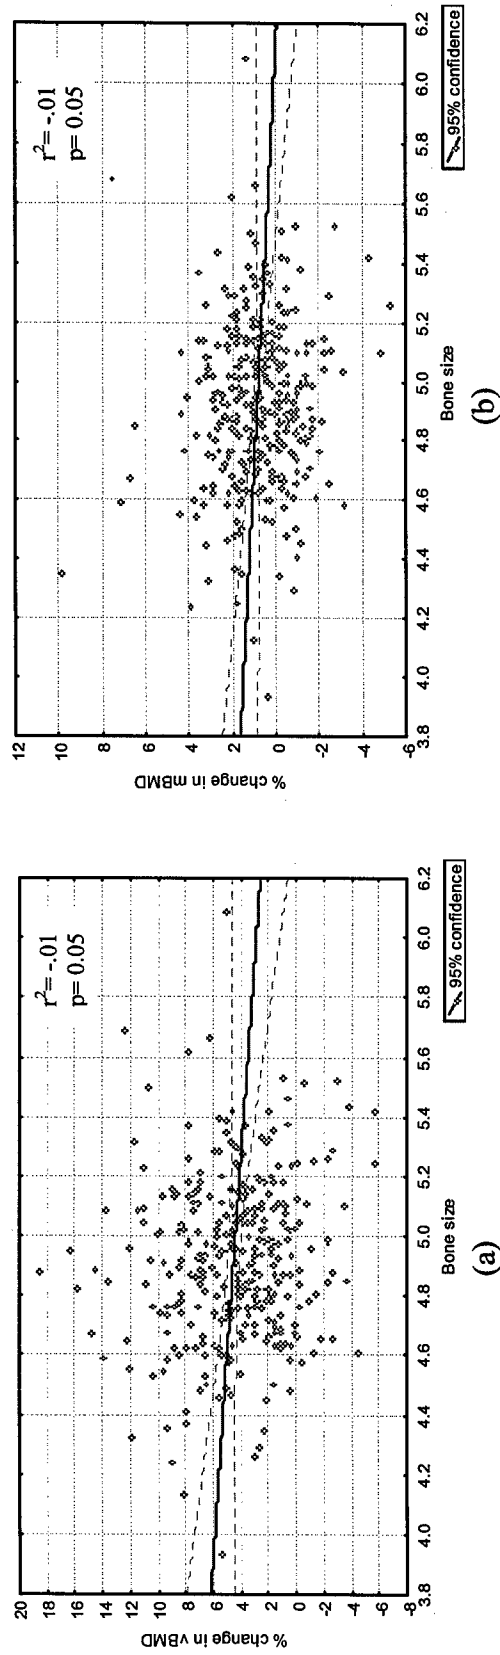 r²= -.01
p= 0.05
% change in vBMD
20
18
16
14
12
10
8
6
4
2
0
-2
-4
-6
-8
3.8 4.0 4.2 4.4 4.6 4.8 5.0 5.2 5.4 5.6 5.8 6.0 6.2
Bone size
95% confidence
(a)
r²= -.01
p= 0.05
% change in mBMD
12
10
8
6
4
2
0
-2
-4
-6
3.8 4.0 4.2 4.4 4.6 4.8 5.0 5.2 5.4 5.6 5.8 6.0 6.2
Bone size
95% confidence
(b)